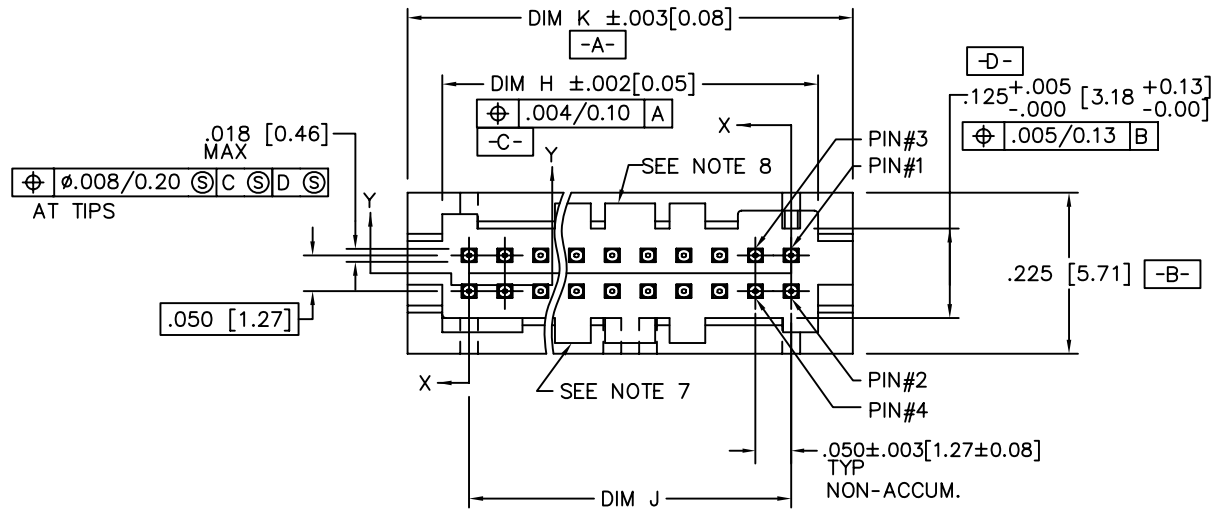 DIM K ±.003[0.08]
-A-
DIM H ±.002[0.05]
⌖ .004/0.10 A
-C-
-D-
.125 +.005 -.000 [3.18 +0.13 -0.00]
⌖ .005/0.13 B
.018 [0.46]
MAX
⌖ ø.008/0.20 Ⓢ C Ⓢ D Ⓢ
AT TIPS
X
Y
Y
SEE NOTE 8
PIN#3
PIN#1
.225 [5.71] -B-
.050 [1.27]
X
SEE NOTE 7
PIN#2
PIN#4
.050±.003[1.27±0.08]
TYP
NON-ACCUM.
DIM J